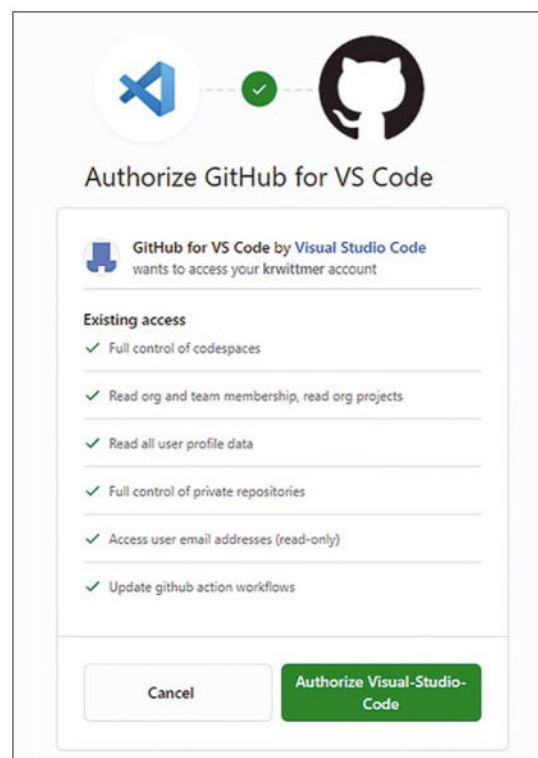 Authorize GitHub for VS Code
GitHub for VS Code by Visual Studio Code
wants to access your krwittmer account
Existing access
Full control of codespaces
Read org and team membership, read org projects
Read all user profile data
Full control of private repositories
Access user email addresses (read-only)
Update github action workflows
Cancel
Authorize Visual-Studio-
Code